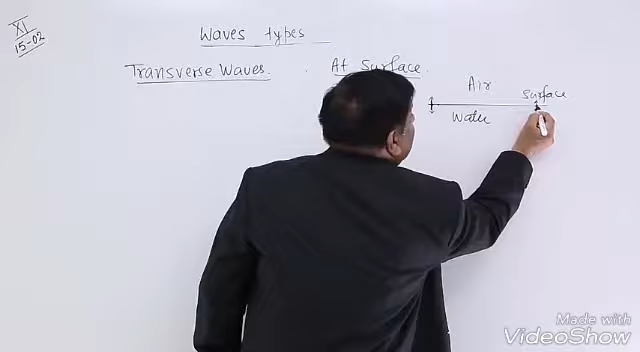 XI
15-02
Waves types
Transverse Waves. At Surface.
Air
Surface
Water
Made with
VideoShow